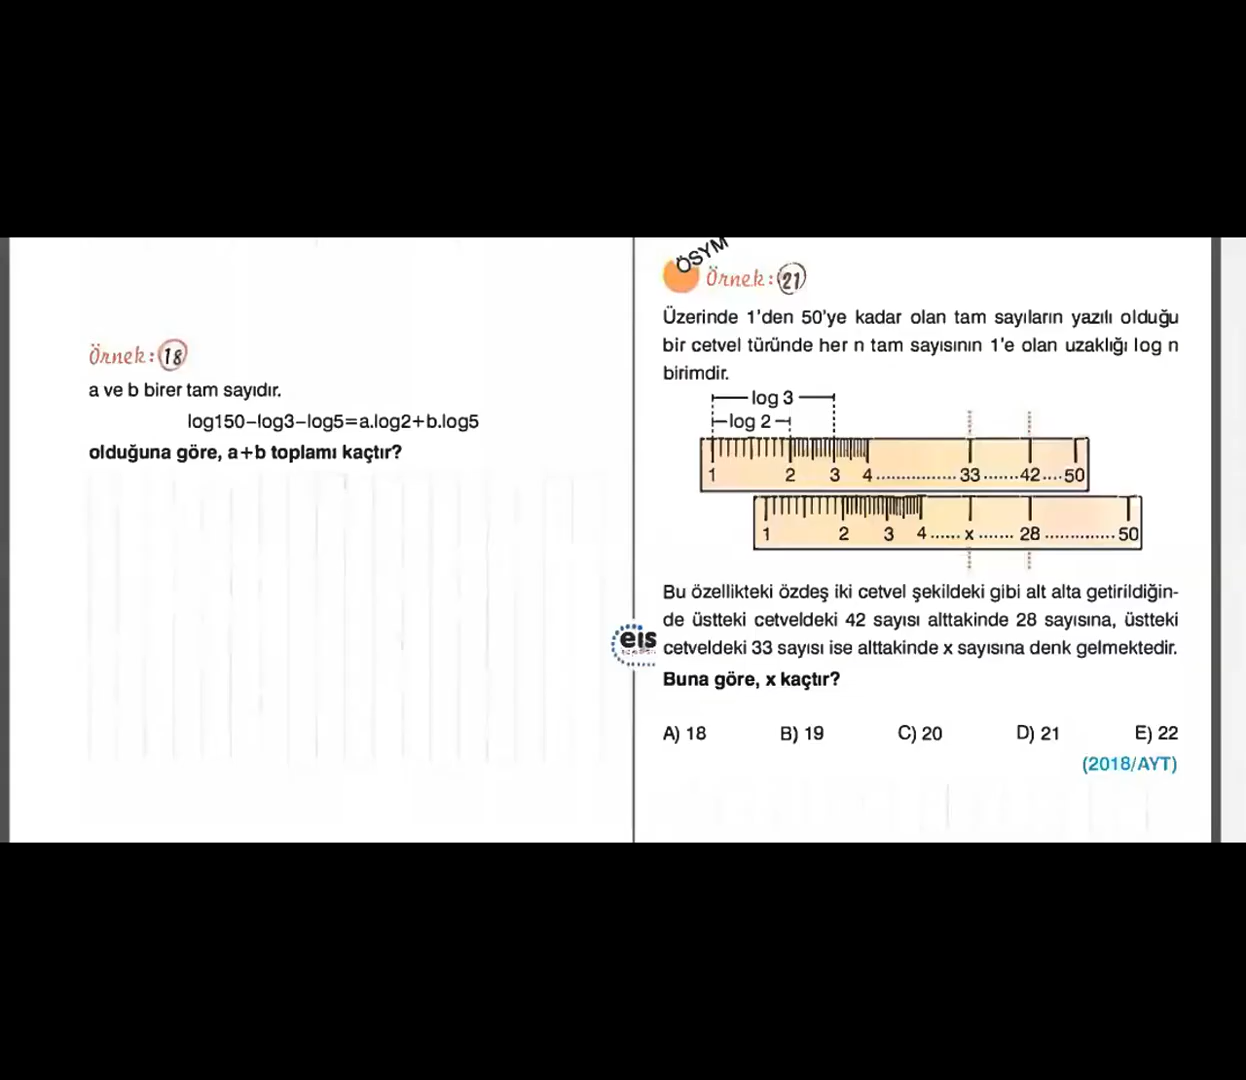 Örnek: 18
a ve b birer tam sayıdır.
log150–log3–log5=a.log2+b.log5
olduğuna göre, a+b toplamı kaçtır?
ÖSYM
Örnek: 21
Üzerinde 1'den 50'ye kadar olan tam sayıların yazılı olduğu
bir cetvel türünde her n tam sayısının 1'e olan uzaklığı log n
birimdir.
log 3
log 2
1 2 3 4 ................ 33 ....... 42 .... 50
1 2 3 4 ...... x ....... 28 .............. 50
Bu özellikteki özdeş iki cetvel şekildeki gibi alt alta getirildiğin-
de üstteki cetveldeki 42 sayısı alttakinde 28 sayısına, üstteki
cetveldeki 33 sayısı ise alttakinde x sayısına denk gelmektedir.
eis
Buna göre, x kaçtır?
A) 18 B) 19 C) 20 D) 21 E) 22
(2018/AYT)